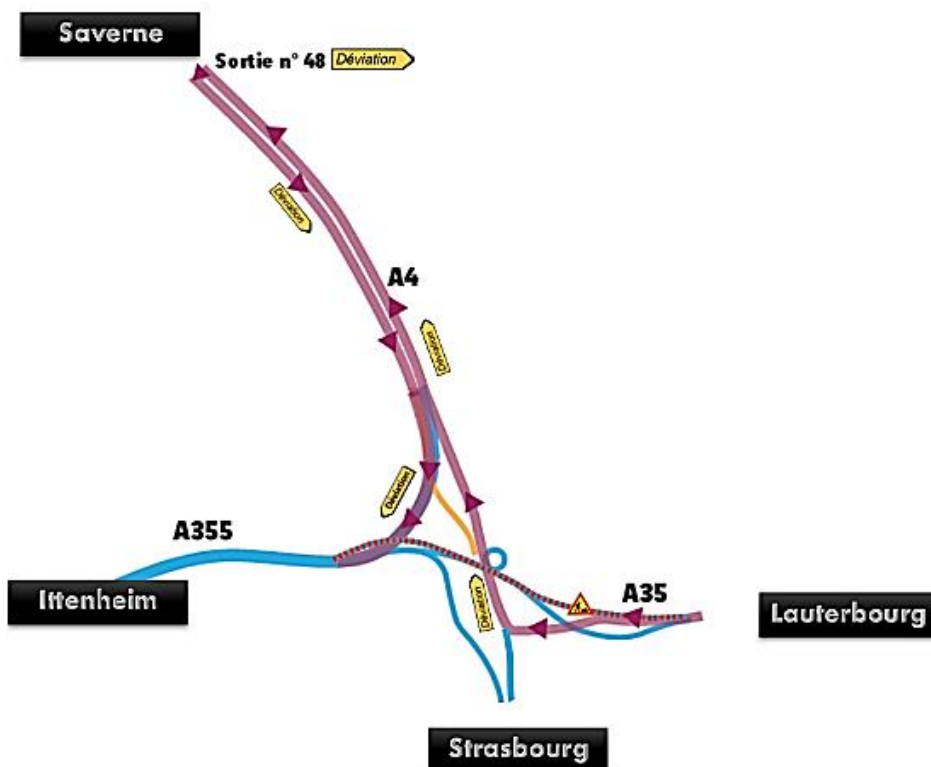 Saverne
Sortie n° 48 Déviation
Déviation
A4
Déviation
Déviation
A355
Ittenheim
Déviation
A35
Lauterbourg
Strasbourg